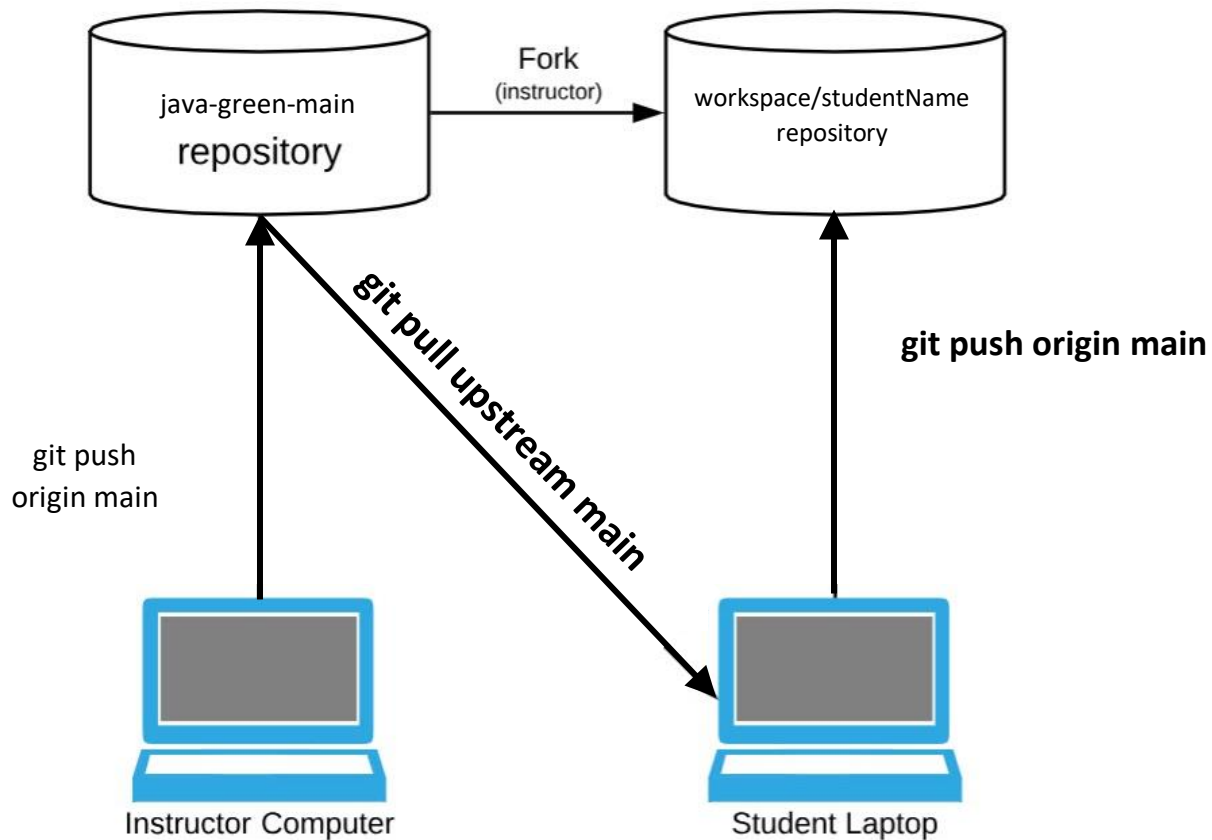 java-green-main
repository
Fork
(instructor)
workspace/studentName
repository
git pull upstream main
git push origin main
git push
origin main
Instructor Computer
Student Laptop